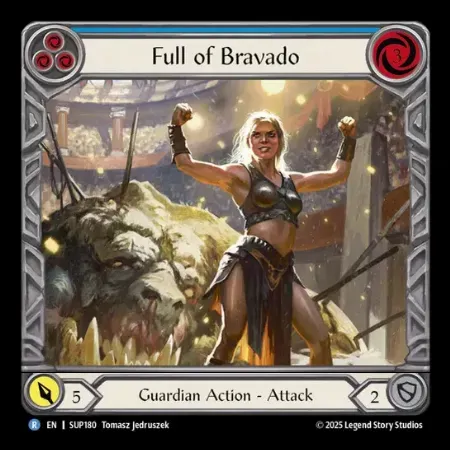 Full of Bravado
3
5
Guardian Action - Attack
2
R EN | SUP180 Tomasz Jedruszek
© 2025 Legend Story Studios